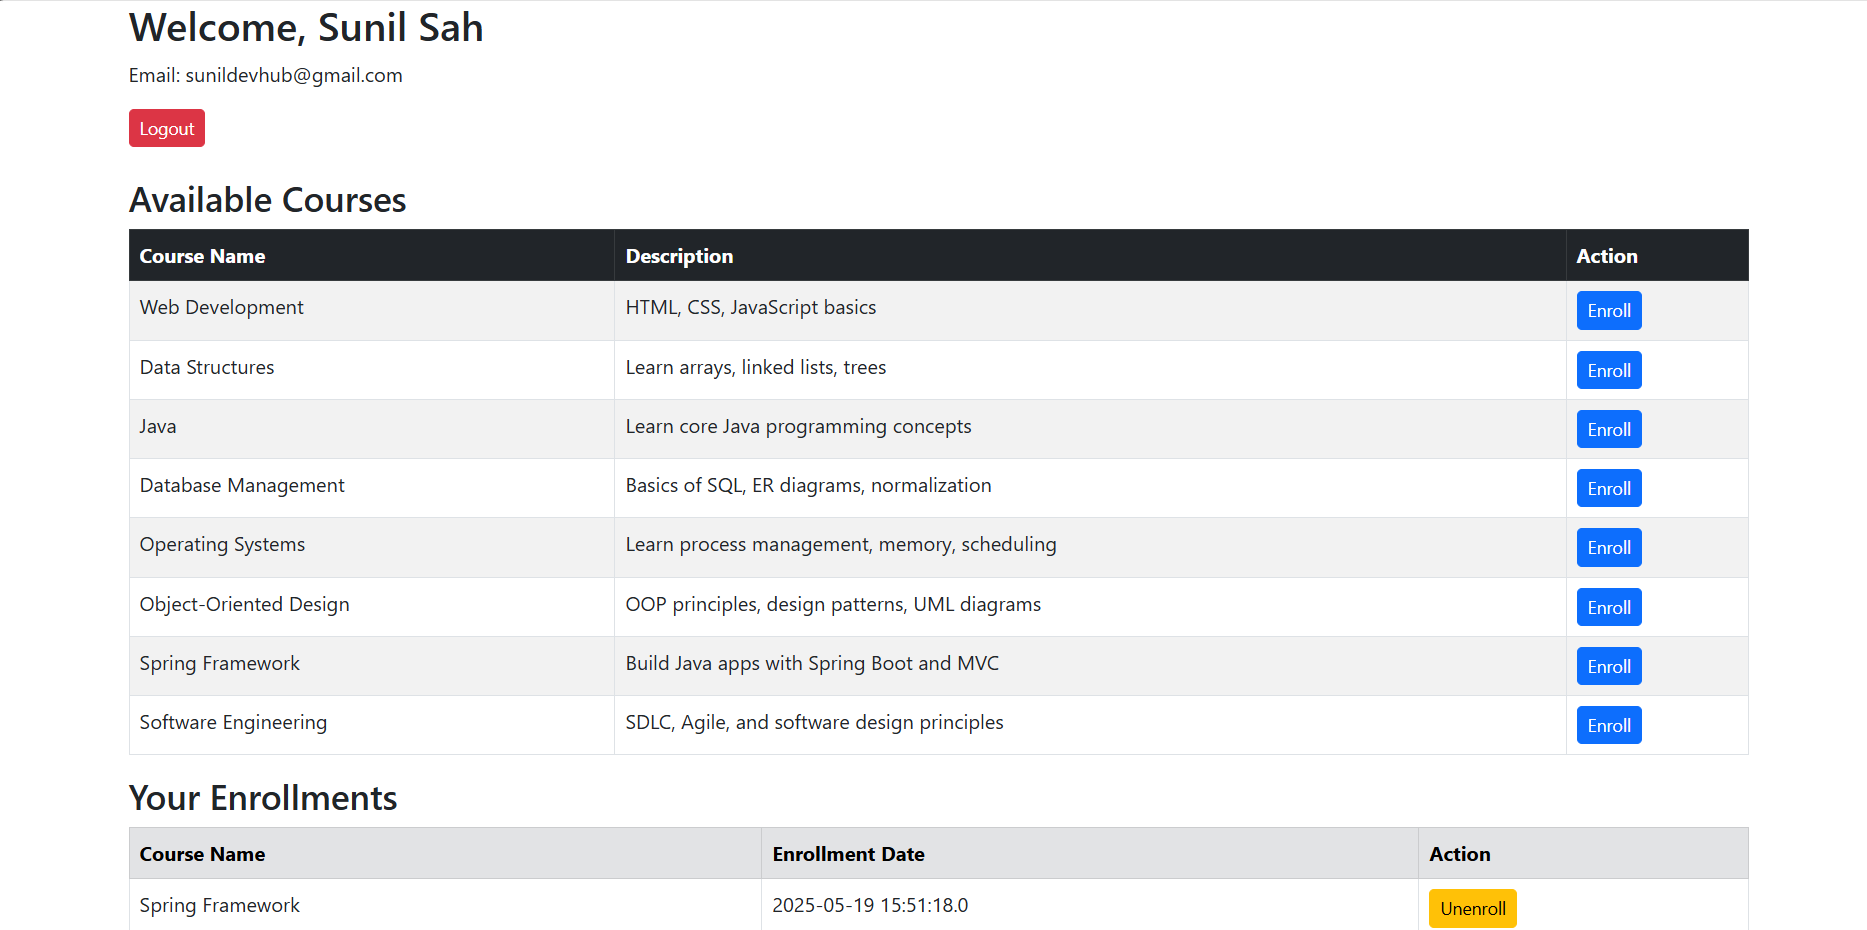 Welcome, Sunil Sah
Email: sunildevhub@gmail.com
Logout
Available Courses
Course Name Description Action
Web Development HTML, CSS, JavaScript basics Enroll
Data Structures Learn arrays, linked lists, trees Enroll
Java Learn core Java programming concepts Enroll
Database Management Basics of SQL, ER diagrams, normalization Enroll
Operating Systems Learn process management, memory, scheduling Enroll
Object-Oriented Design OOP principles, design patterns, UML diagrams Enroll
Spring Framework Build Java apps with Spring Boot and MVC Enroll
Software Engineering SDLC, Agile, and software design principles Enroll
Your Enrollments
Course Name Enrollment Date Action
Spring Framework 2025-05-19 15:51:18.0 Unenroll